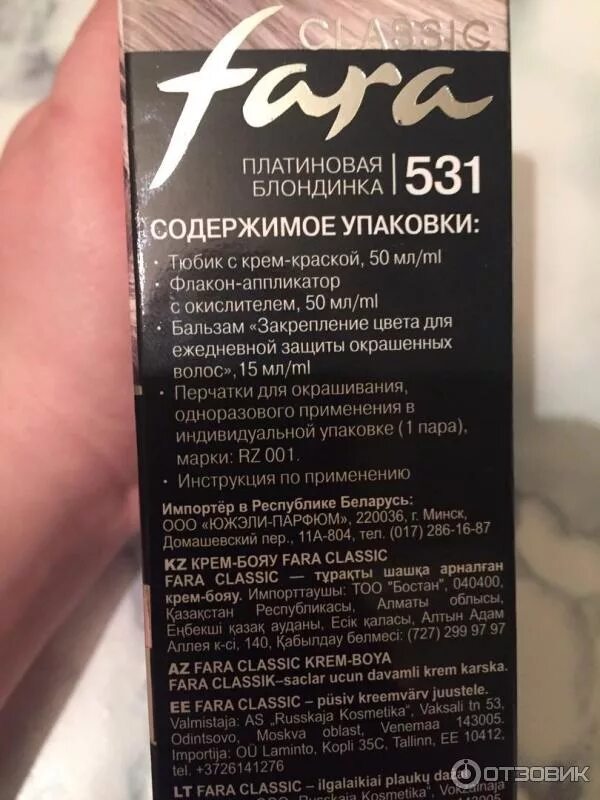 CLASSIC
fara
ПЛАТИНОВАЯ
БЛОНДИНКА | 531
СОДЕРЖИМОЕ УПАКОВКИ:
· Тюбик с крем-краской, 50 мл/ml
· Флакон-аппликатор
с окислителем, 50 мл/ml
· Бальзам «Закрепление цвета для
ежедневной защиты окрашенных
волос»,15 мл/ml
· Перчатки для окрашивания,
одноразового применения в
индивидуальной упаковке (1 пара),
марки: RZ 001.
· Инструкция по применению
Импортёр в Республике Беларусь:
ООО «ЮЖЭЛИ-ПАРФЮМ», 220036, г. Минск,
Домашевский пер., 11А-804, тел. (017) 286-16-87
KZ КРЕМ-БОЯУ FARA CLASSIC
FARA CLASSIC — тұрақты шашқа арналған
крем-бояу. Импорттаушы: ТОО "Бостан", 040400,
Қазақстан Республикасы, Алматы облысы,
Еңбекші қазақ ауданы, Есік қаласы, Алтын Адам
Аллея к-сі, 140, Қабылдау бөлмесі: (727) 299 97 97
AZ FARA CLASSIC KREM-BOYA
FARA CLASSIK–saclar ucun davamli krem karska.
EE FARA CLASSIC – püsiv kreemvärv juustele.
Valmistaja: AS „Russkaja Kosmetika", Vaksali tn 53,
Odintsovo, Moskva oblast, Venemaa 143005.
Importija: OÜ Laminto, Kopli 35C, Tallinn, EE 10412,
tel. +3726141276
LT FARA CLASSIC – ilgalaikiai plaukų dažai
"Russkaja Kosmetika", Vokzalnaja
143005
ОТЗОВИК